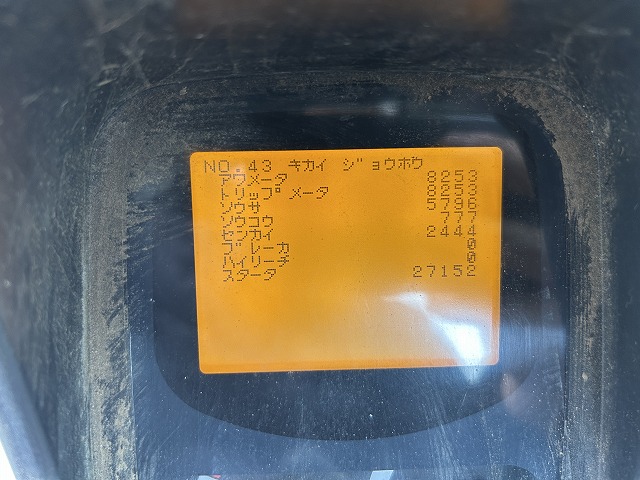 NO. 43 キカイ ジョウホウ
アワメータ 8253
トリップメータ 8253
ソウサ 5796
ソウコウ 777
センカイ 2444
ブレーカ 0
ハイリーチ 0
スタータ 27152